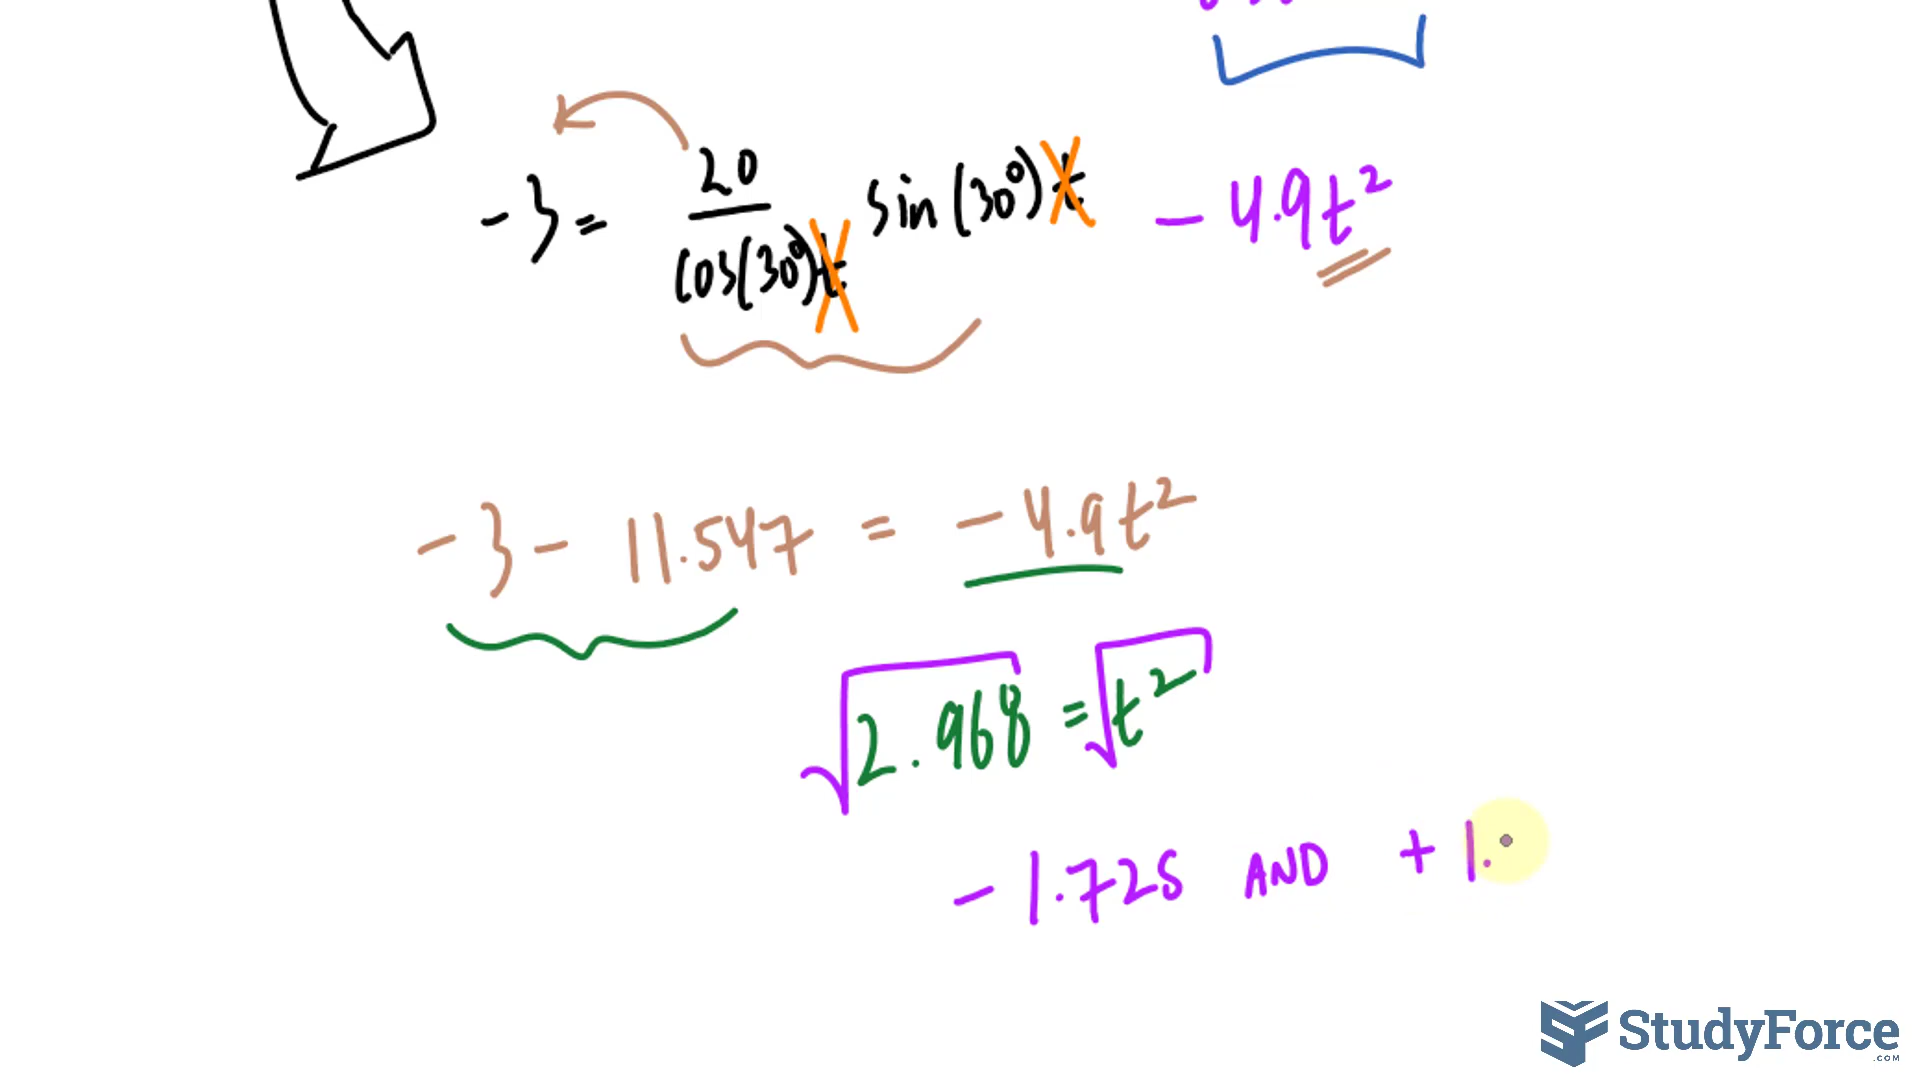 -3 = 20/cos(30°)t sin(30°)t - 4.9t²
-3 - 11.547 = -4.9t²
√2.968 = √t²
-1.725 AND +1.
StudyForce
.COM